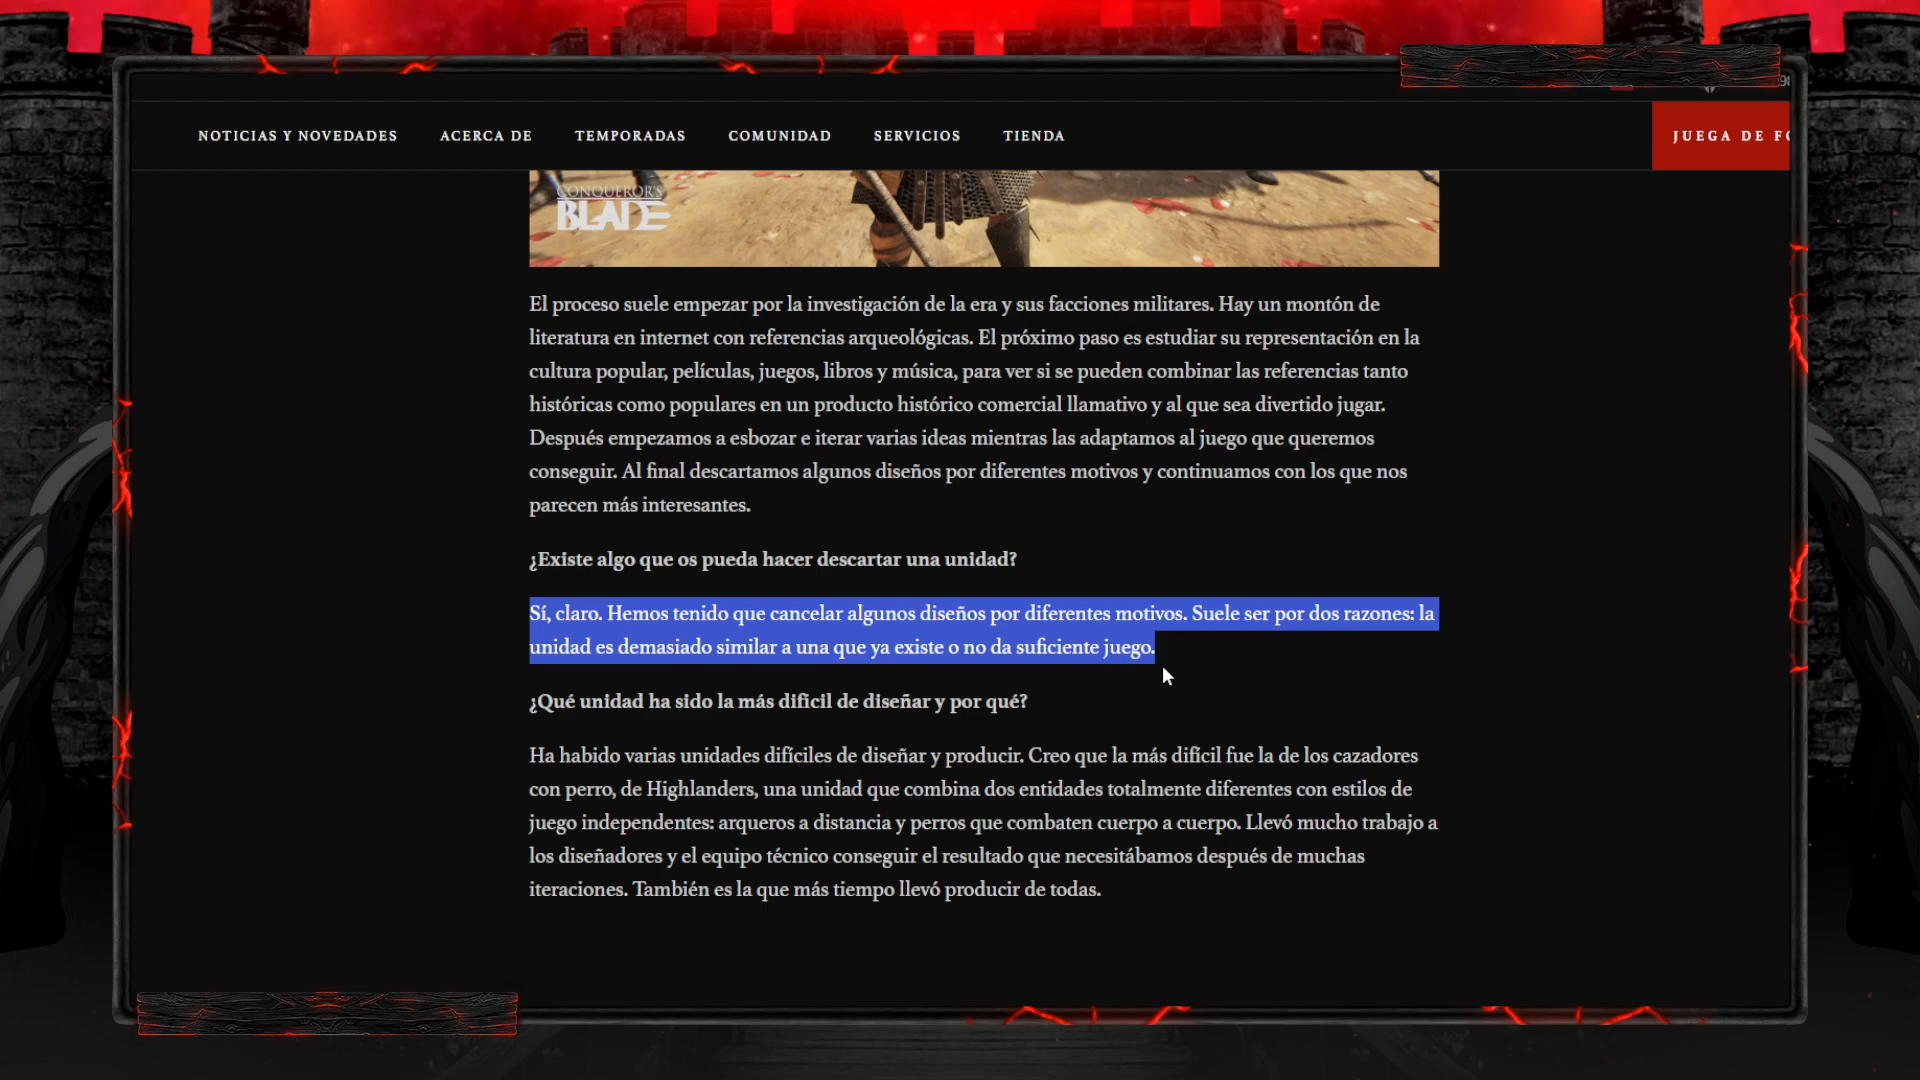 NOTICIAS Y NOVEDADES ACERCA DE TEMPORADAS COMUNIDAD SERVICIOS TIENDA JUEGA DE
CONQUEROR'S
BLADE
El proceso suele empezar por la investigación de la era y sus facciones militares. Hay un montón de
literatura en internet con referencias arqueológicas. El próximo paso es estudiar su representación en la
cultura popular, películas, juegos, libros y música, para ver si se pueden combinar las referencias tanto
históricas como populares en un producto histórico comercial llamativo y al que sea divertido jugar.
Después empezamos a esbozar e iterar varias ideas mientras las adaptamos al juego que queremos
conseguir. Al final descartamos algunos diseños por diferentes motivos y continuamos con los que nos
parecen más interesantes.
¿Existe algo que os pueda hacer descartar una unidad?
Sí, claro. Hemos tenido que cancelar algunos diseños por diferentes motivos. Suele ser por dos razones: la
unidad es demasiado similar a una que ya existe o no da suficiente juego.
¿Qué unidad ha sido la más difícil de diseñar y por qué?
Ha habido varias unidades difíciles de diseñar y producir. Creo que la más difícil fue la de los cazadores
con perro, de Highlanders, una unidad que combina dos entidades totalmente diferentes con estilos de
juego independentes: arqueros a distancia y perros que combaten cuerpo a cuerpo. Llevó mucho trabajo a
los diseñadores y el equipo técnico conseguir el resultado que necesitábamos después de muchas
iteraciones. También es la que más tiempo llevó producir de todas.